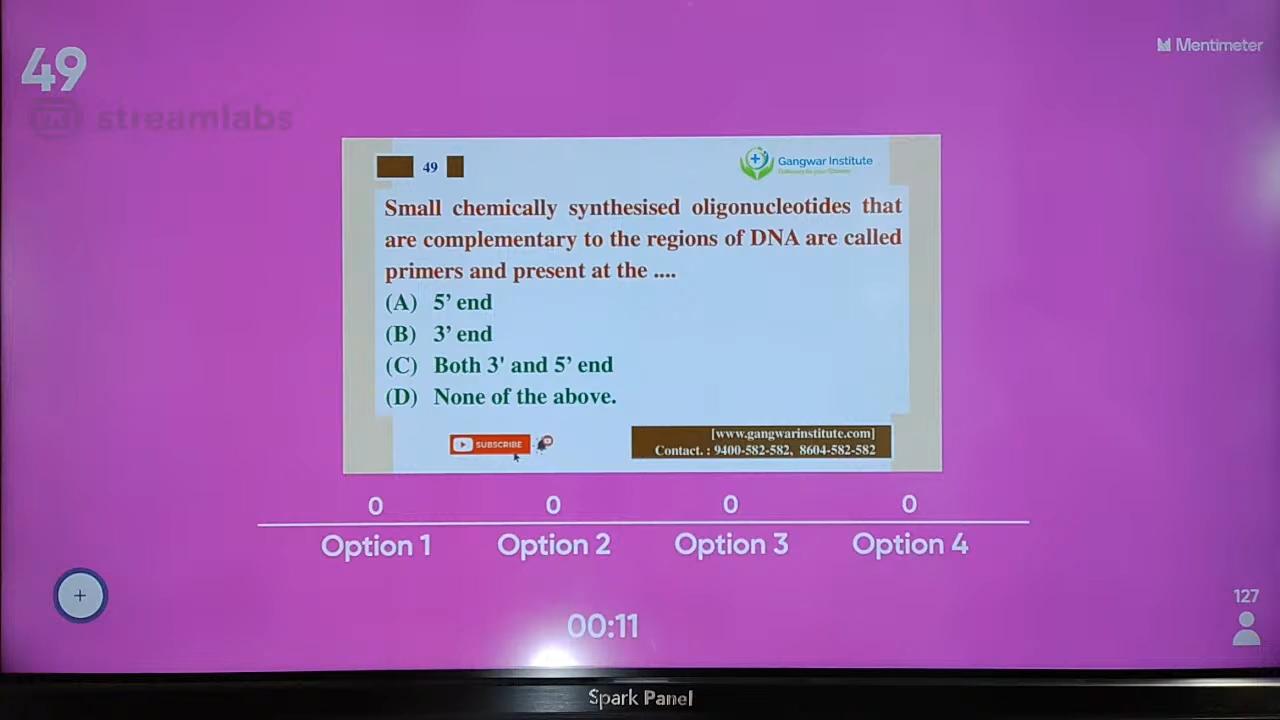 49
Mentimeter
streamlabs
49
Gangwar Institute
Small chemically synthesised oligonucleotides that
are complementary to the regions of DNA are called
primers and present at the ....
(A) 5’ end
(B) 3’ end
(C) Both 3' and 5’ end
(D) None of the above.
SUBSCRIBE
[www.gangwarinstitute.com]
Contact. : 9400-582-582, 8604-582-582
0 0 0 0
Option 1 Option 2 Option 3 Option 4
+
00:11
127
Spark Panel